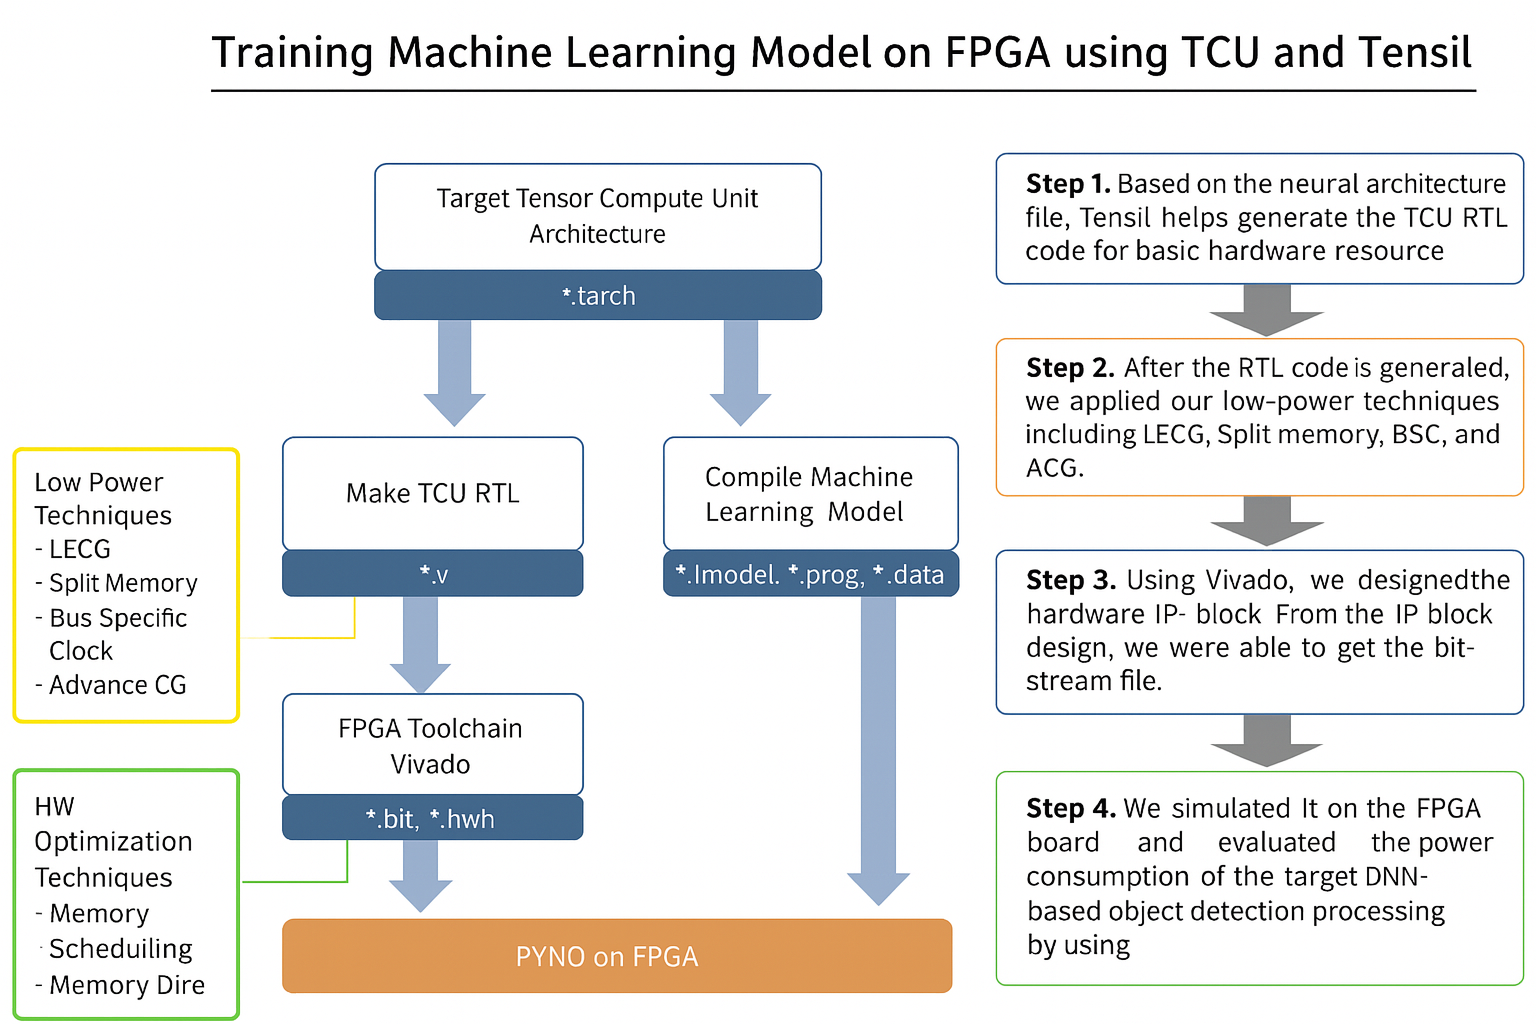 Training Machine Learning Model on FPGA using TCU and Tensil
Target Tensor Compute Unit
Architecture
*.tarch
Make TCU RTL
*.v
Compile Machine
Learning Model
*.lmodel. *.prog, *.data
Low Power
Techniques
- LECG
- Split Memory
- Bus Specific
Clock
- Advance CG
FPGA Toolchain
Vivado
*.bit, *.hwh
HW
Optimization
Techniques
- Memory
· Scheduiling
- Memory Dire
PYNO on FPGA
Step 1. Based on the neural architecture
file, Tensil helps generate the TCU RTL
code for basic hardware resource
Step 2. After the RTL code is generaled,
we applied our low-power techniques
including LECG, Split memory, BSC, and
ACG.
Step 3. Using Vivado, we designedthe
hardware IP- block From the IP block
design, we were able to get the bit-
stream file.
Step 4. We simulated It on the FPGA
board and evaluated the power
consumption of the target DNN-
based object detection processing
by using